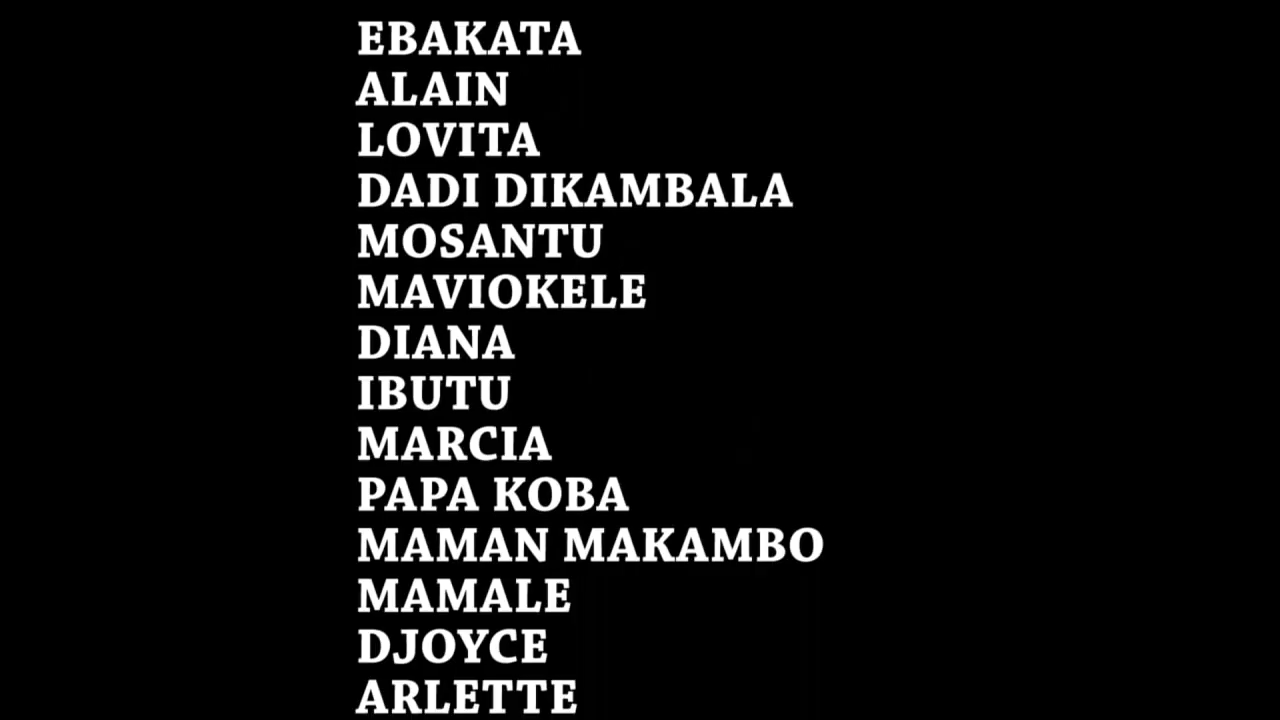 EBAKATA
ALAIN
LOVITA
DADI DIKAMBALA
MOSANTU
MAVIOKELE
DIANA
IBUTU
MARCIA
PAPA KOBA
MAMAN MAKAMBO
MAMALE
DJOYCE
ARLETTE